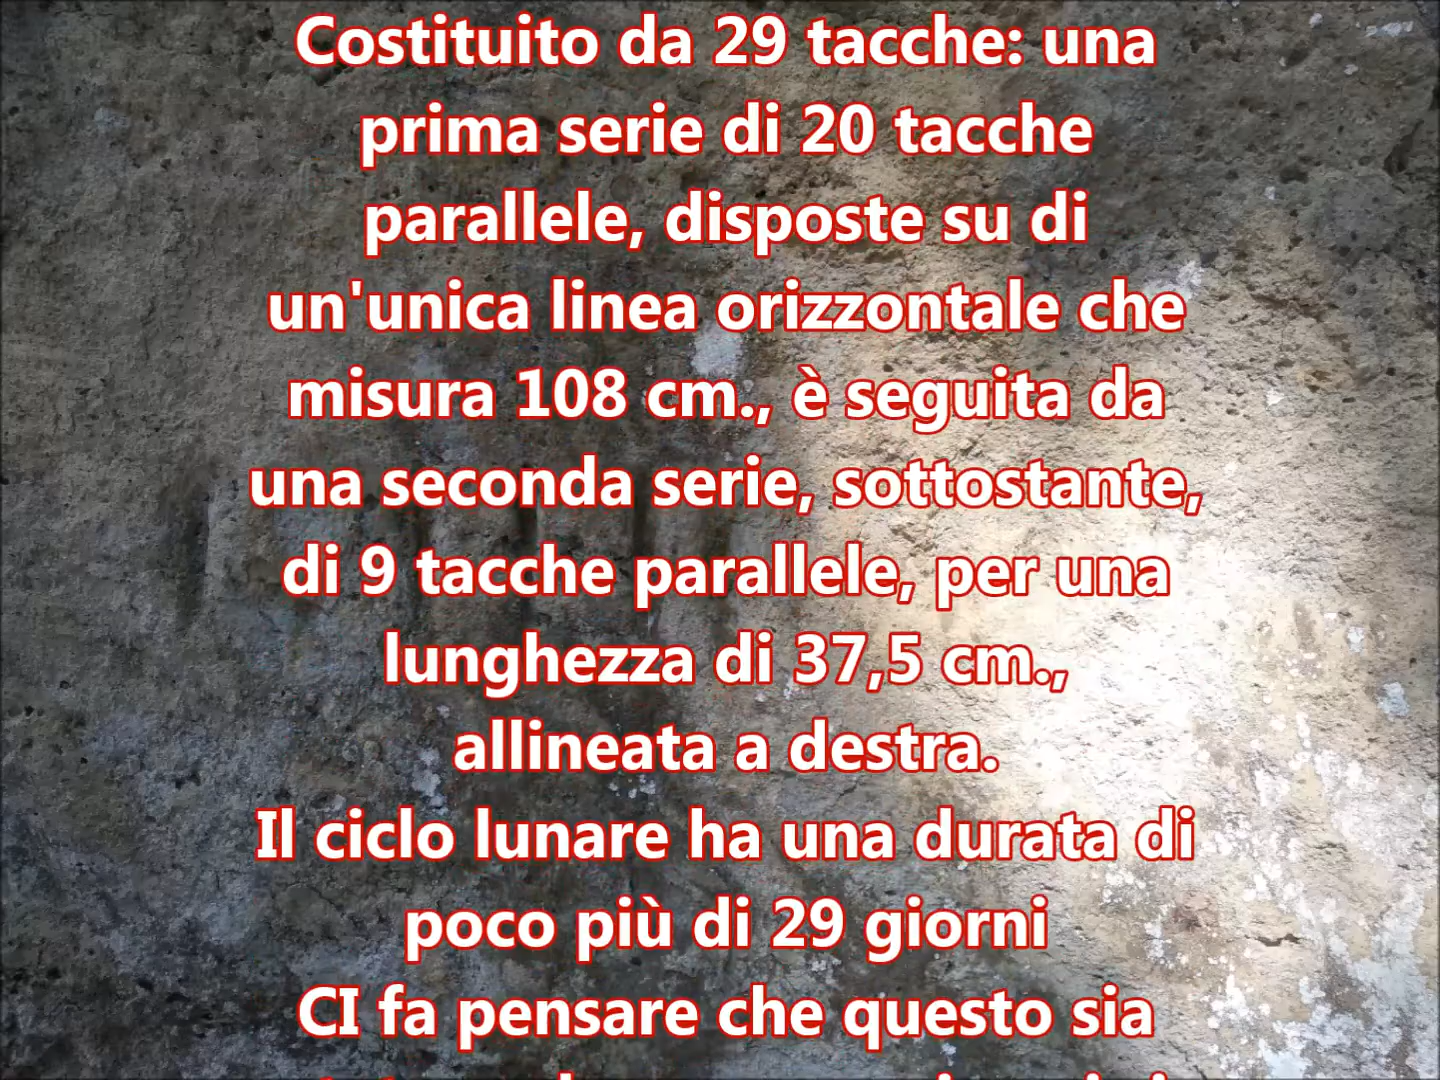 Costituito da 29 tacche: una
prima serie di 20 tacche
parallele, disposte su di
un'unica linea orizzontale che
misura 108 cm., è seguita da
una seconda serie, sottostante,
di 9 tacche parallele, per una
lunghezza di 37,5 cm.,
allineata a destra.
Il ciclo lunare ha una durata di
poco più di 29 giorni
CI fa pensare che questo sia